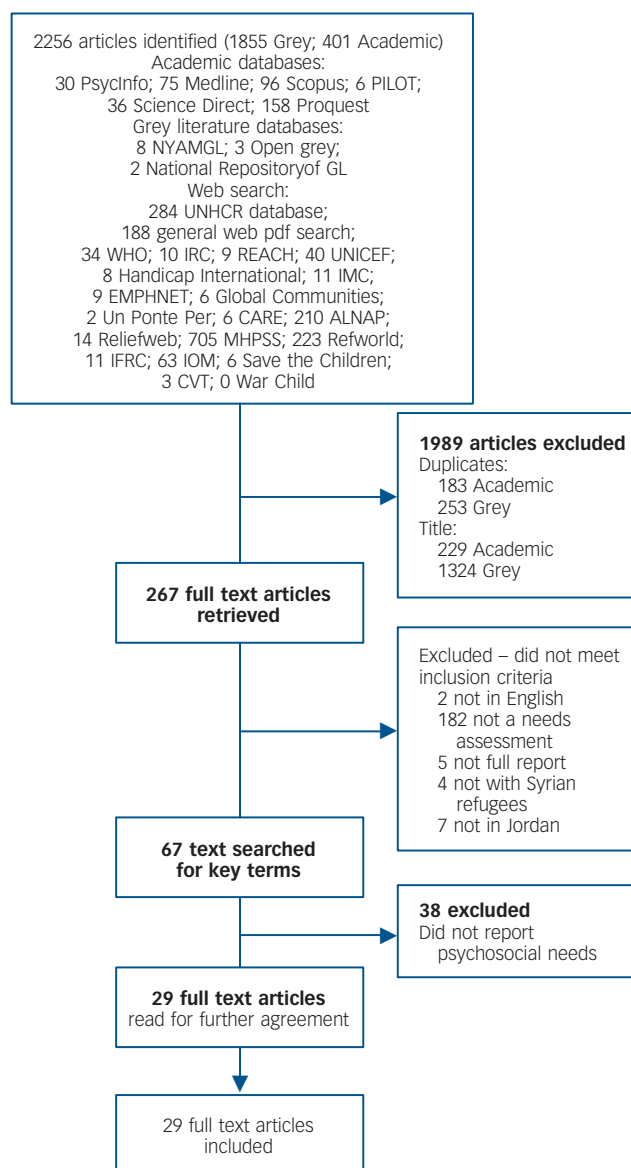 2256 articles identified (1855 Grey; 401 Academic)
Academic databases:
30 PsycInfo; 75 Medline; 96 Scopus; 6 PILOT;
36 Science Direct; 158 Proquest
Grey literature databases:
8 NYAMGL; 3 Open grey;
2 National Repositoryof GL
Web search:
284 UNHCR database;
188 general web pdf search;
34 WHO; 10 IRC; 9 REACH; 40 UNICEF;
8 Handicap International; 11 IMC;
9 EMPHNET; 6 Global Communities;
2 Un Ponte Per; 6 CARE; 210 ALNAP;
14 Reliefweb; 705 MHPSS; 223 Refworld;
11 IFRC; 63 IOM; 6 Save the Children;
3 CVT; 0 War Child
1989 articles excluded
Duplicates:
183 Academic
253 Grey
Title:
229 Academic
1324 Grey
267 full text articles
retrieved
Excluded – did not meet
inclusion criteria
2 not in English
182 not a needs
assessment
5 not full report
4 not with Syrian
refugees
7 not in Jordan
67 text searched
for key terms
38 excluded
Did not report
psychosocial needs
29 full text articles
read for further agreement
29 full text articles
included